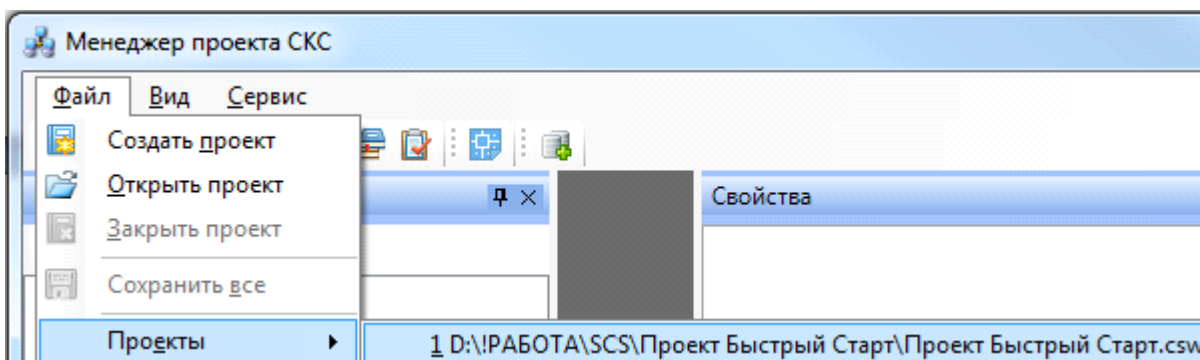 Менеджер проекта СКС
Файл Вид Сервис
Создать проект
Открыть проект
Свойства
Закрыть проект
Сохранить все
Проекты 1 D:\!РАБОТА\SCS\Проект Быстрый Старт\Проект Быстрый Старт.csw